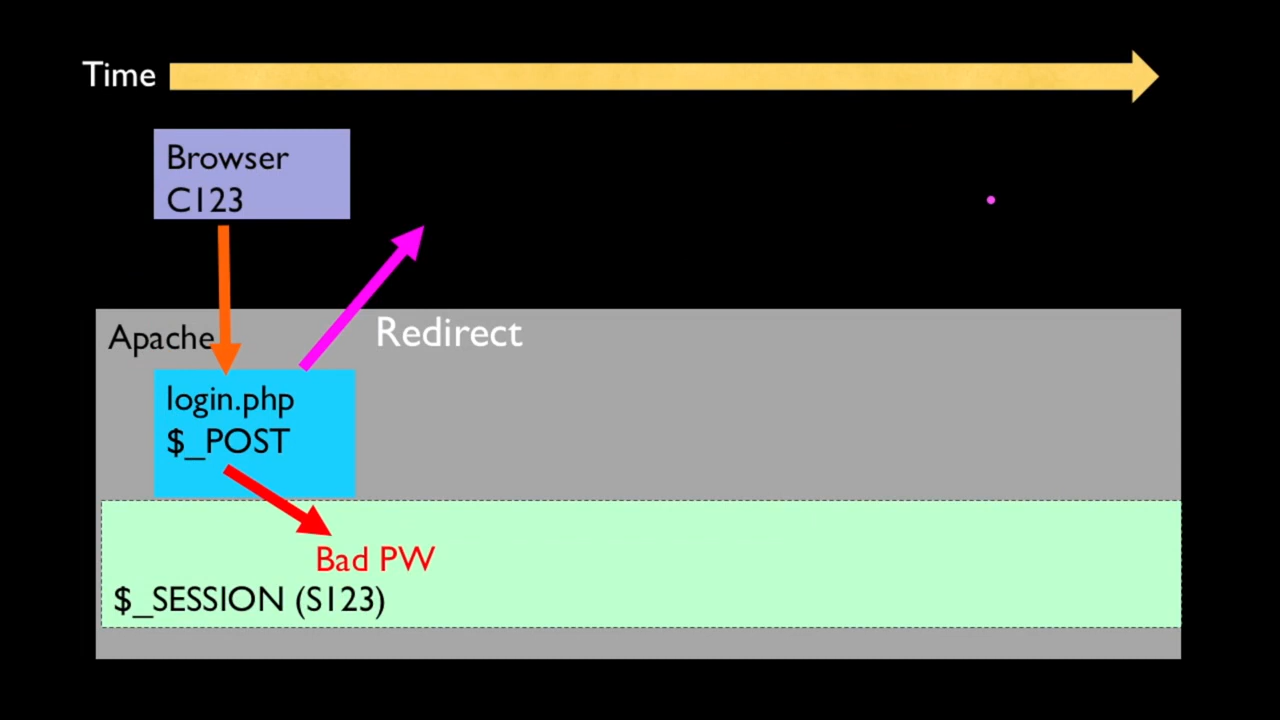 Time
Browser
C123
Apache
Redirect
login.php
$_POST
Bad PW
$_SESSION (S123)